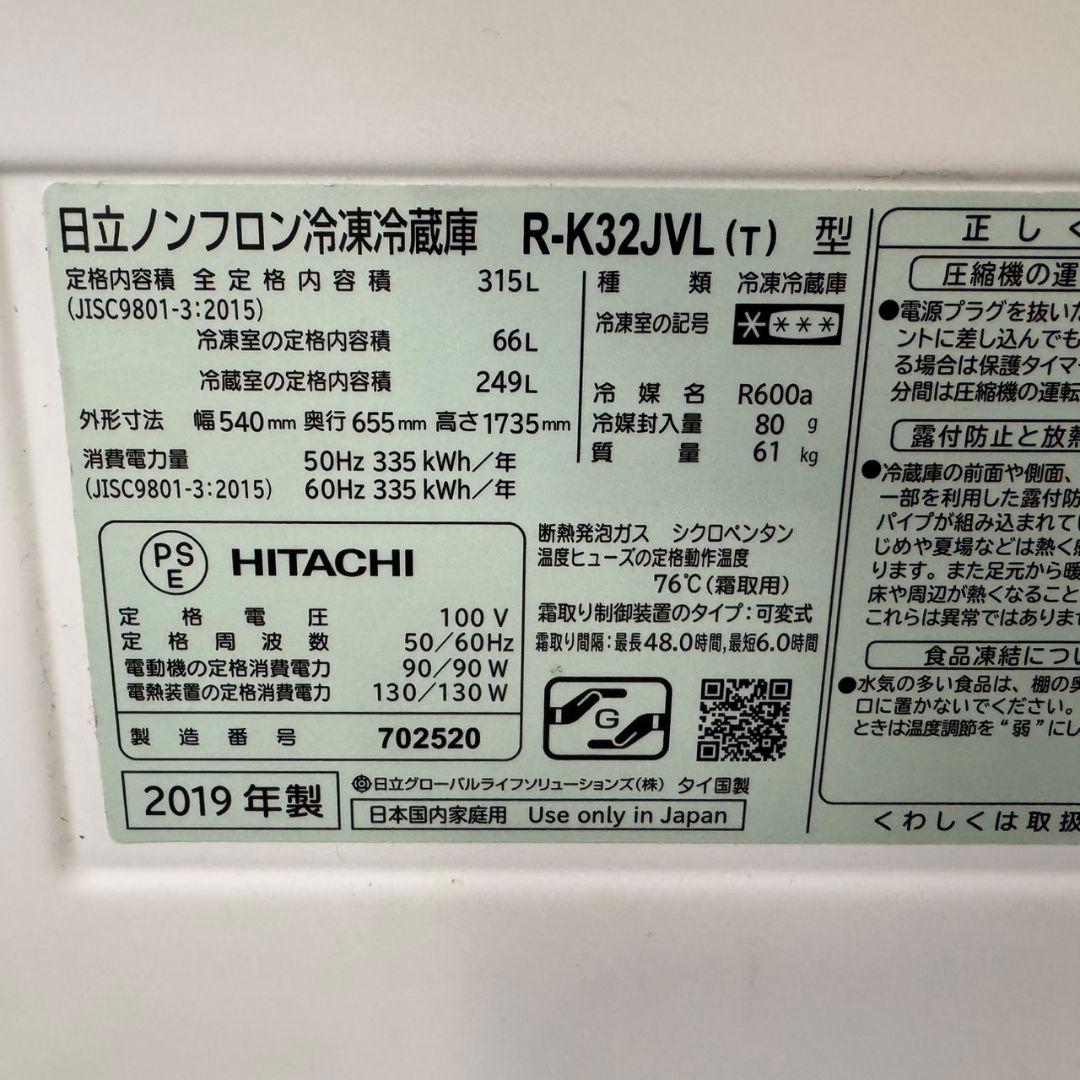 日立ノンフロン冷凍冷蔵庫 R-K32JVL(T) 型
定格内容積 全定格内容積 315L
(JISC9801-3:2015)
冷凍室の定格内容積 66L
冷蔵室の定格内容積 249L
外形寸法 幅540mm 奥行655mm 高さ1735mm
消費電力量 50Hz 335kWh/年
(JISC9801-3:2015) 60Hz 335kWh/年
種類 冷凍冷蔵庫
冷凍室の記号 ****
冷媒名 R600a
冷媒封入量 80 g
質量 61 kg
PSE HITACHI
定格電圧 100V
定格周波数 50/60Hz
電動機の定格消費電力 90/90W
電熱装置の定格消費電力 130/130W
製造番号 702520
断熱発泡ガス シクロペンタン
温度ヒューズの定格動作温度
76℃(霜取用)
霜取り制御装置のタイプ:可変式
霜取り間隔:最長48.0時間,最短6.0時間
G
2019年製
日立グローバルライフソリューションズ(株) タイ国製
日本国内家庭用 Use only in Japan
正しく
圧縮機の運
●電源プラグを抜いた
ントに差し込んでも
る場合は保護タイマ
分間は圧縮機の運転
露付防止と放熱
●冷蔵庫の前面や側面、
一部を利用した露付防
パイプが組み込まれてい
じめや夏場などは熱く感
ります。また足元から暖
床や周辺が熱くなること
これらは異常ではありませ
食品凍結につい
●水気の多い食品は、棚の奥
口に置かないでください。
ときは温度調節を“弱”にし
くわしくは取扱